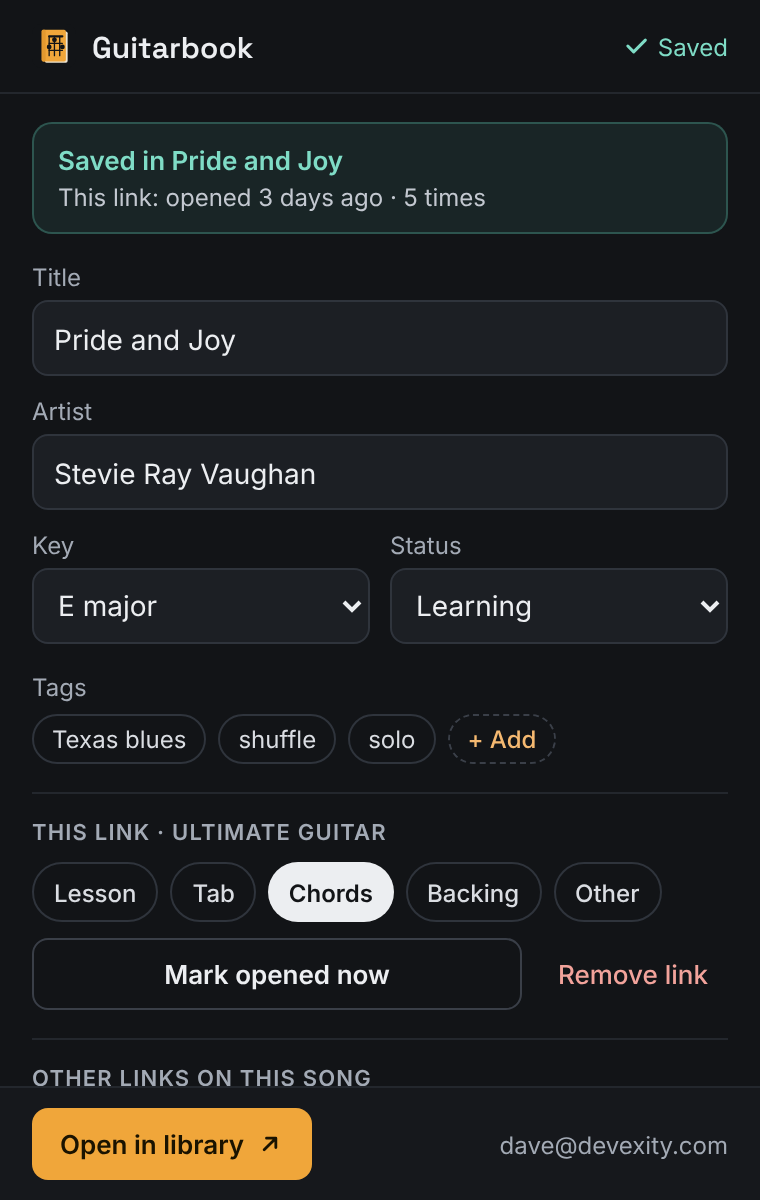 Guitarbook
✓ Saved
Saved in Pride and Joy
This link: opened 3 days ago · 5 times
Title
Pride and Joy
Artist
Stevie Ray Vaughan
Key
Status
E major
Learning
Tags
Texas blues
shuffle
solo
+ Add
THIS LINK · ULTIMATE GUITAR
Lesson
Tab
Chords
Backing
Other
Mark opened now
Remove link
OTHER LINKS ON THIS SONG
Open in library ↗
dave@devexity.com